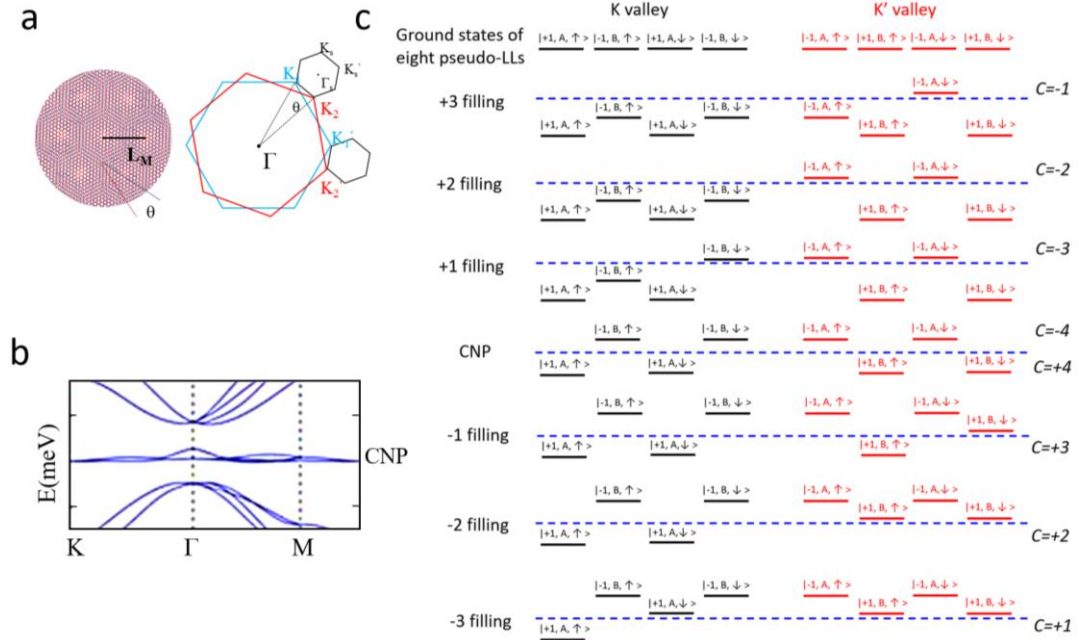 a
L_M
θ
K_s
K_s'
Γ_s
K_1
θ
K_2
K_1'
Γ
K_2
b
E(meV)
CNP
K Γ M
c
K valley K' valley
Ground states of
eight pseudo-LLs
|+1, A, ↑ > |-1, B, ↑ > |+1, A,↓ > |-1, B, ↓ > |-1, A, ↑ > |+1, B, ↑ > |-1, A,↓ > |+1, B, ↓ >
+3 filling
|-1, A,↓ >
C=-1
|-1, B, ↑ > |-1, B, ↓ > |-1, A, ↑ >
|+1, A, ↑ > |+1, A,↓ > |+1, B, ↑ > |+1, B, ↓ >
+2 filling
|-1, A, ↑ > |-1, A,↓ >
C=-2
|-1, B, ↑ > |-1, B, ↓ >
|+1, A, ↑ > |+1, A,↓ > |+1, B, ↑ > |+1, B, ↓ >
+1 filling
|-1, B, ↓ > |-1, A, ↑ > |-1, A,↓ >
C=-3
|-1, B, ↑ >
|+1, A, ↑ > |+1, A,↓ > |+1, B, ↑ > |+1, B, ↓ >
CNP
|-1, B, ↑ > |-1, B, ↓ > |-1, A, ↑ > |-1, A,↓ >
C=-4
|+1, A, ↑ > |+1, A,↓ > |+1, B, ↑ > |+1, B, ↓ >
C=+4
-1 filling
|-1, B, ↑ > |-1, B, ↓ > |-1, A, ↑ > |-1, A,↓ >
|+1, B, ↓ >
|+1, A, ↑ > |+1, A,↓ > |+1, B, ↑ >
C=+3
-2 filling
|-1, B, ↑ > |-1, B, ↓ > |-1, A, ↑ > |-1, A,↓ >
|+1, B, ↑ > |+1, B, ↓ >
|+1, A, ↑ > |+1, A,↓ >
C=+2
-3 filling
|-1, B, ↑ > |-1, B, ↓ > |-1, A, ↑ > |-1, A,↓ >
|+1, A,↓ > |+1, B, ↑ > |+1, B, ↓ >
|+1, A, ↑ >
C=+1